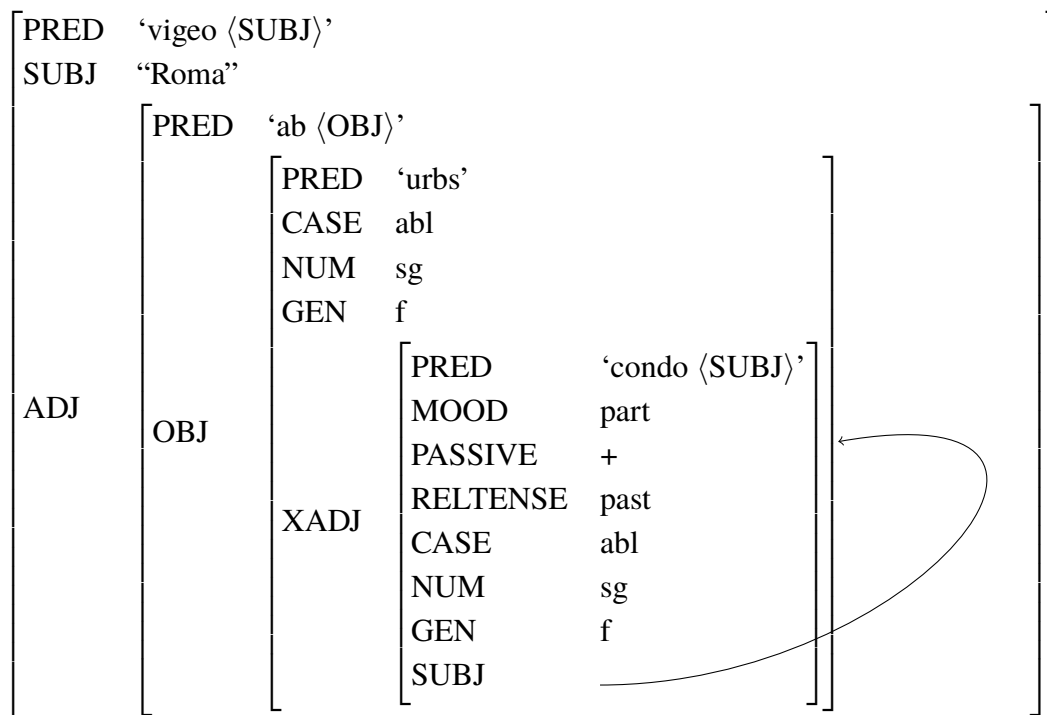 PRED ‘vigeo ⟨SUBJ⟩’
SUBJ “Roma”
PRED ‘ab ⟨OBJ⟩’
PRED ‘urbs’
CASE abl
NUM sg
GEN f
PRED ‘condo ⟨SUBJ⟩’
ADJ OBJ XADJ MOOD part
PASSIVE +
RELTENSE past
CASE abl
NUM sg
GEN f
SUBJ